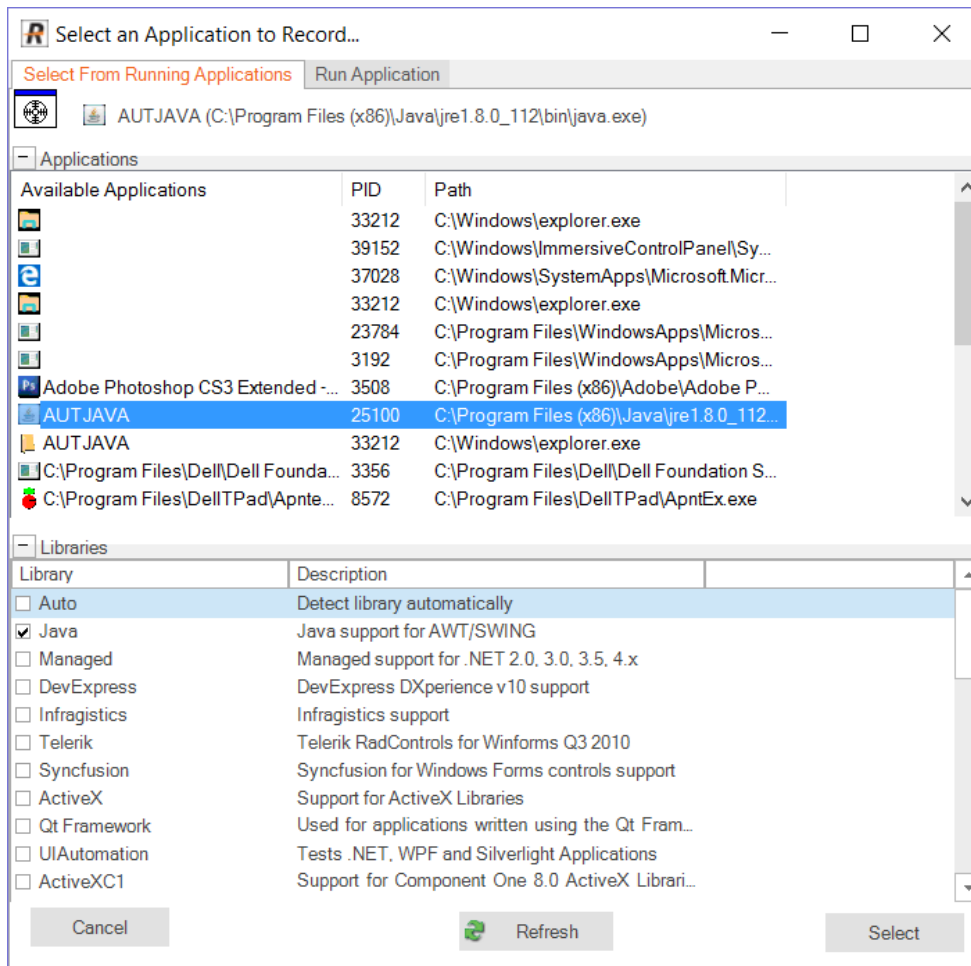 Select an Application to Record...
Select From Running Applications Run Application
AUTJAVA (C:\Program Files (x86)\Java\jre1.8.0_112\bin\java.exe)
Applications
Available Applications PID Path
33212 C:\Windows\explorer.exe
39152 C:\Windows\ImmersiveControlPanel\Sy...
37028 C:\Windows\SystemApps\Microsoft.Micr...
33212 C:\Windows\explorer.exe
23784 C:\Program Files\WindowsApps\Micros...
3192 C:\Program Files\WindowsApps\Micros...
Ps Adobe Photoshop CS3 Extended -... 3508 C:\Program Files (x86)\Adobe\Adobe P...
AUTJAVA 25100 C:\Program Files (x86)\Java\jre1.8.0_112...
AUTJAVA 33212 C:\Windows\explorer.exe
C:\Program Files\Dell\Dell Founda... 3356 C:\Program Files\Dell\Dell Foundation S...
C:\Program Files\DellTPad\Apnte... 8572 C:\Program Files\DellTPad\ApntEx.exe
Libraries
Library Description
Auto Detect library automatically
Java Java support for AWT/SWING
Managed Managed support for .NET 2.0, 3.0, 3.5, 4.x
DevExpress DevExpress DXperience v10 support
Infragistics Infragistics support
Telerik Telerik RadControls for Winforms Q3 2010
Syncfusion Syncfusion for Windows Forms controls support
ActiveX Support for ActiveX Libraries
Qt Framework Used for applications written using the Qt Fram...
UIAutomation Tests .NET, WPF and Silverlight Applications
ActiveXC1 Support for Component One 8.0 ActiveX Librari...
Cancel Refresh Select